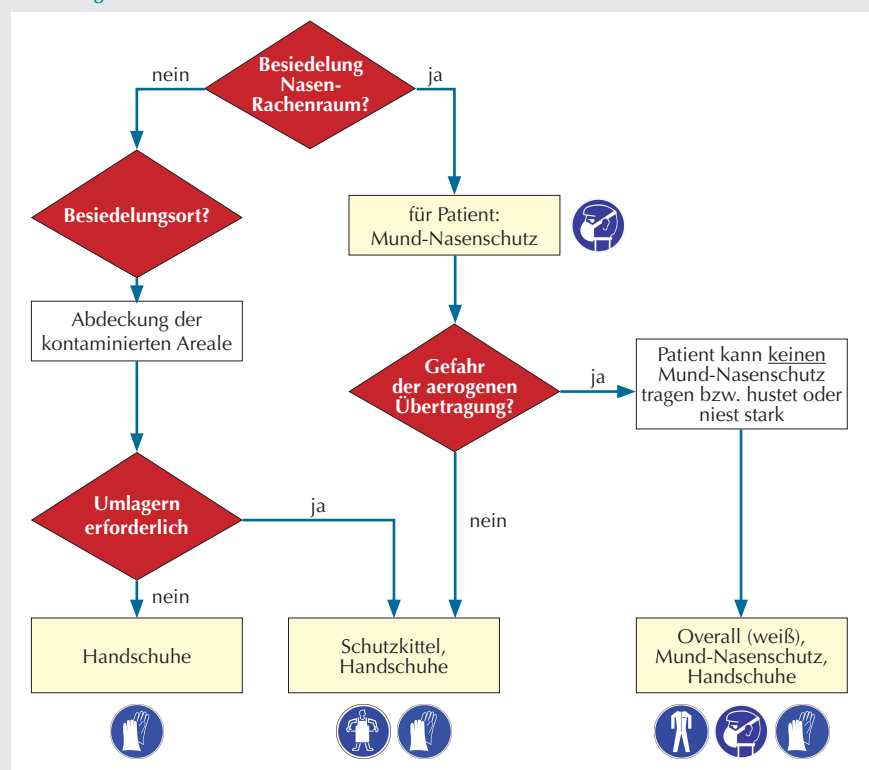 nein
Besiedelung
Nasen-
Rachenraum?
ja
Besiedelungsort?
für Patient:
Mund-Nasenschutz
Abdeckung der
kontaminierten Areale
Gefahr
der aerogenen
Übertragung?
ja
Patient kann keinen
Mund-Nasenschutz
tragen bzw. hustet oder
niest stark
Umlagern
erforderlich
ja
nein
nein
Handschuhe
Schutzkittel,
Handschuhe
Overall (weiß),
Mund-Nasenschutz,
Handschuhe